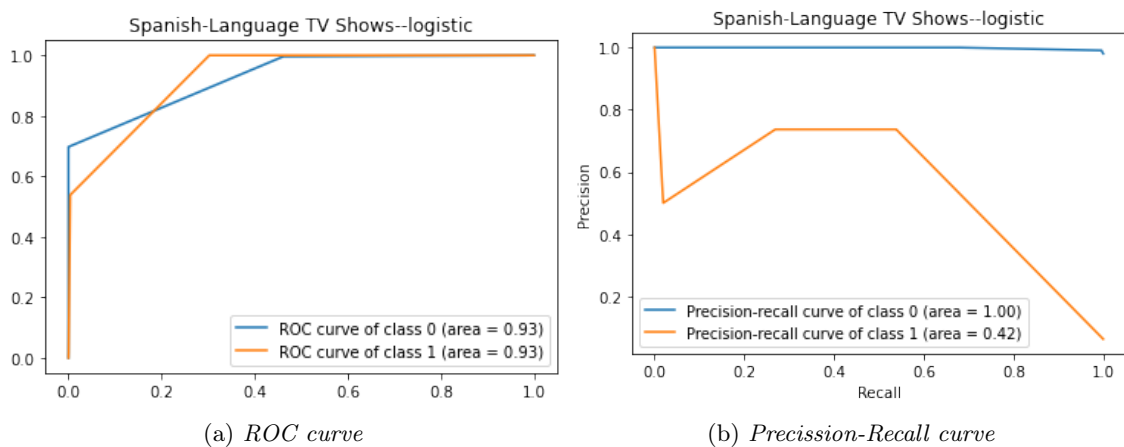 Spanish-Language TV Shows--logistic
1.0
0.8
0.6
0.4
0.2
0.0
0.0
0.2
0.4
0.6
0.8
1.0
ROC curve of class 0 (area = 0.93)
ROC curve of class 1 (area = 0.93)
(a) ROC curve
Spanish-Language TV Shows--logistic
Precision
1.0
0.8
0.6
0.4
0.2
0.0
0.2
0.4
0.6
0.8
1.0
Recall
Precision-recall curve of class 0 (area = 1.00)
Precision-recall curve of class 1 (area = 0.42)
(b) Precission-Recall curve